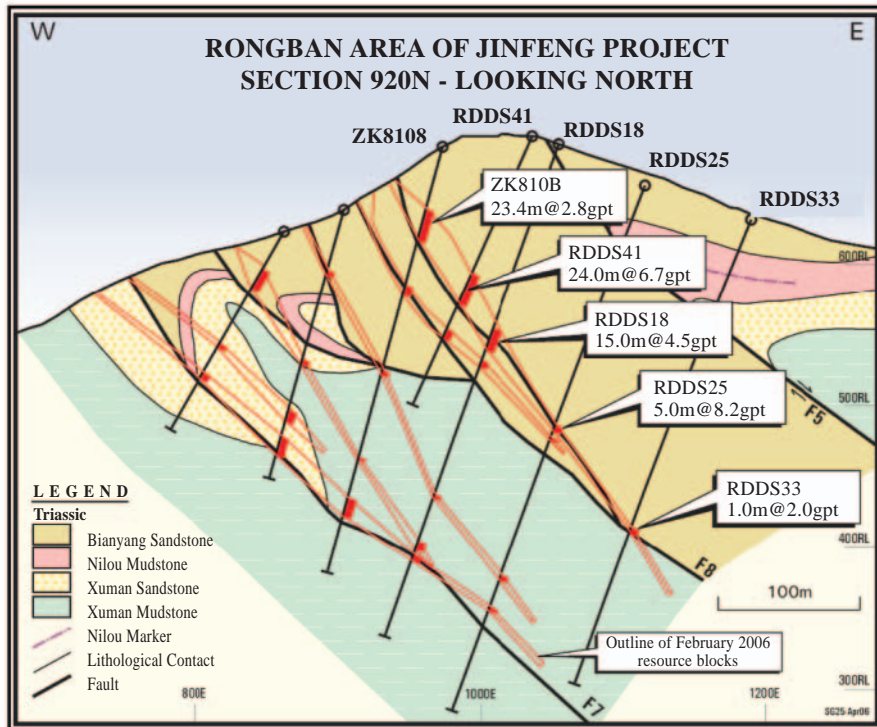 W
E
RONGBAN AREA OF JINFENG PROJECT
SECTION 920N - LOOKING NORTH
RDDS41
ZK8108
RDDS18
RDDS25
RDDS33
ZK810B
23.4m@2.8gpt
RDDS41
24.0m@6.7gpt
600RL
RDDS18
15.0m@4.5gpt
RDDS25
5.0m@8.2gpt
500RL
F5
RDDS33
1.0m@2.0gpt
400RL
F8
100m
LEGEND
Triassic
Bianyang Sandstone
Nilou Mudstone
Xuman Sandstone
Xuman Mudstone
Nilou Marker
Lithological Contact
Fault
Outline of February 2006
resource blocks
300RL
800E
1000E
1200E
F7
SG25 Apr06